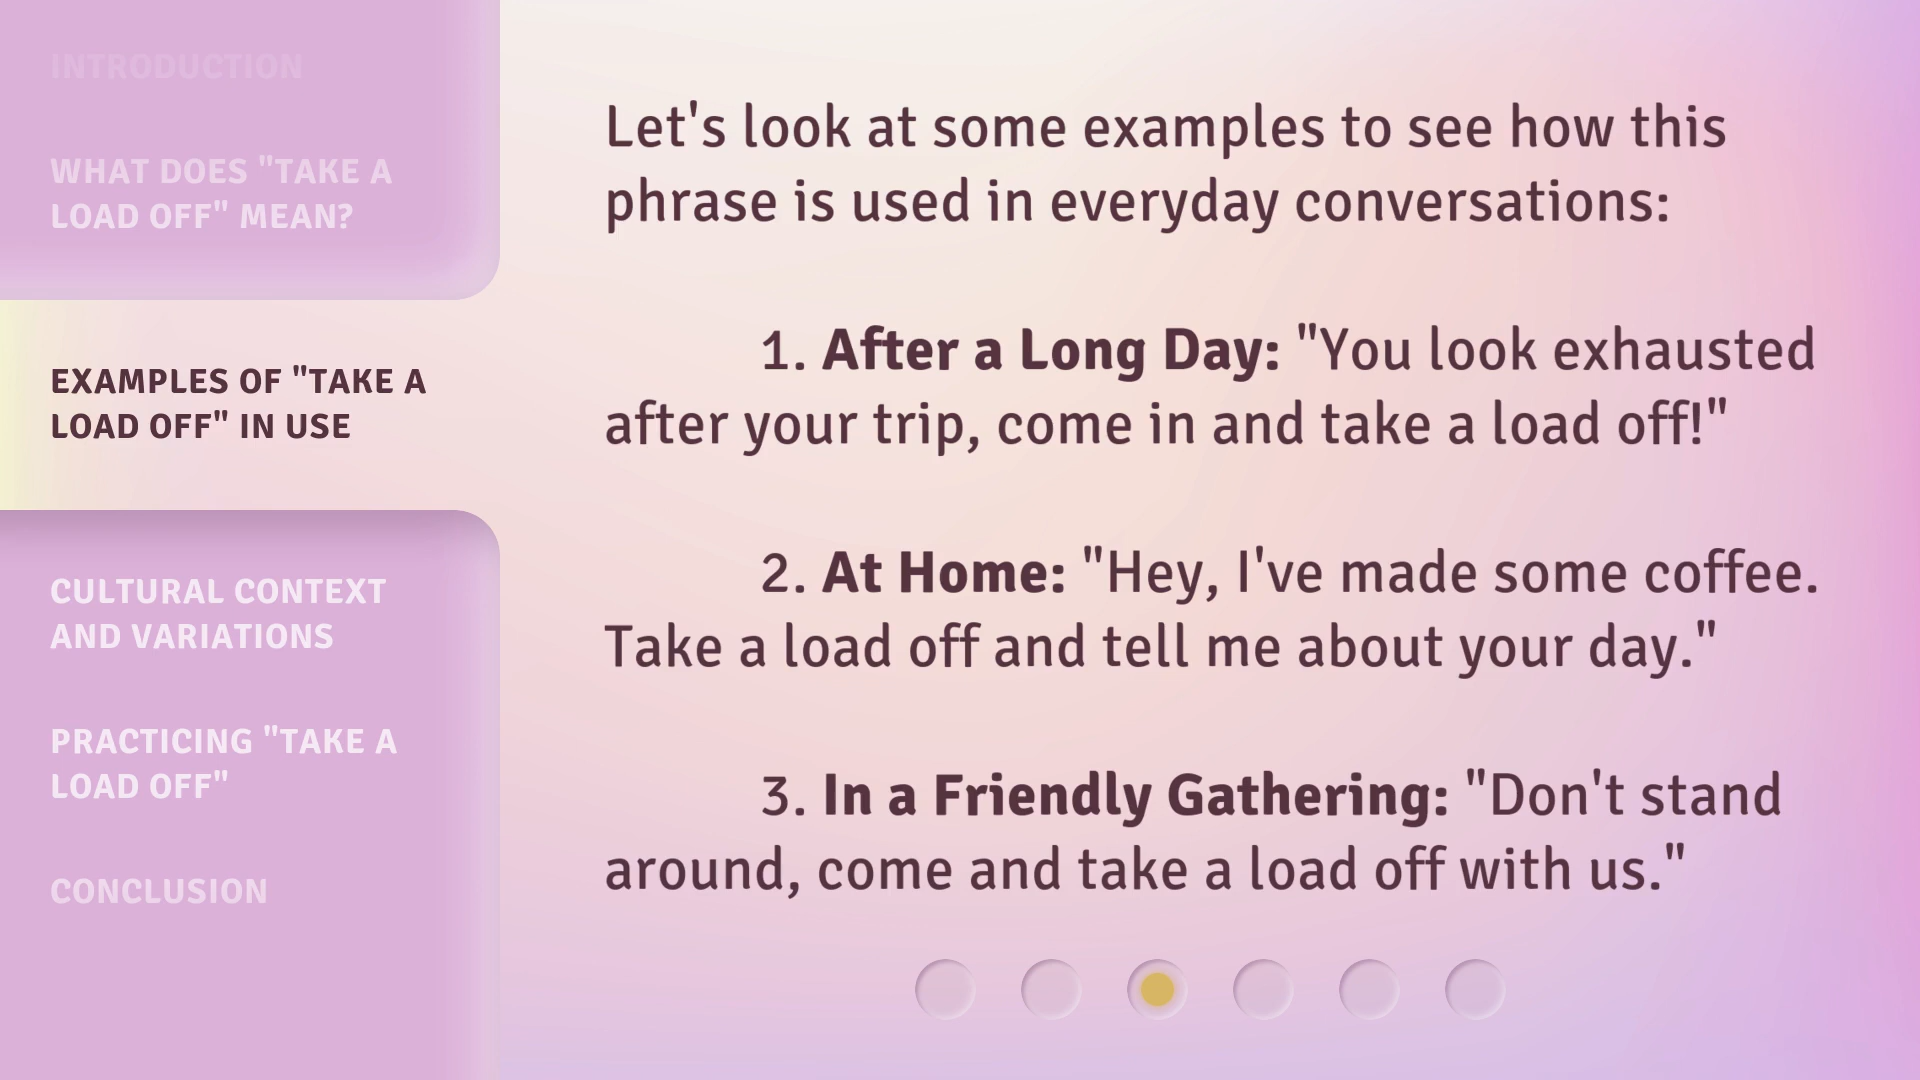 INTRODUCTION
WHAT DOES "TAKE A
LOAD OFF" MEAN?
EXAMPLES OF "TAKE A
LOAD OFF" IN USE
CULTURAL CONTEXT
AND VARIATIONS
PRACTICING "TAKE A
LOAD OFF"
CONCLUSION
Let's look at some examples to see how this
phrase is used in everyday conversations:
1. After a Long Day: "You look exhausted
after your trip, come in and take a load off!"
2. At Home: "Hey, I've made some coffee.
Take a load off and tell me about your day."
3. In a Friendly Gathering: "Don't stand
around, come and take a load off with us."